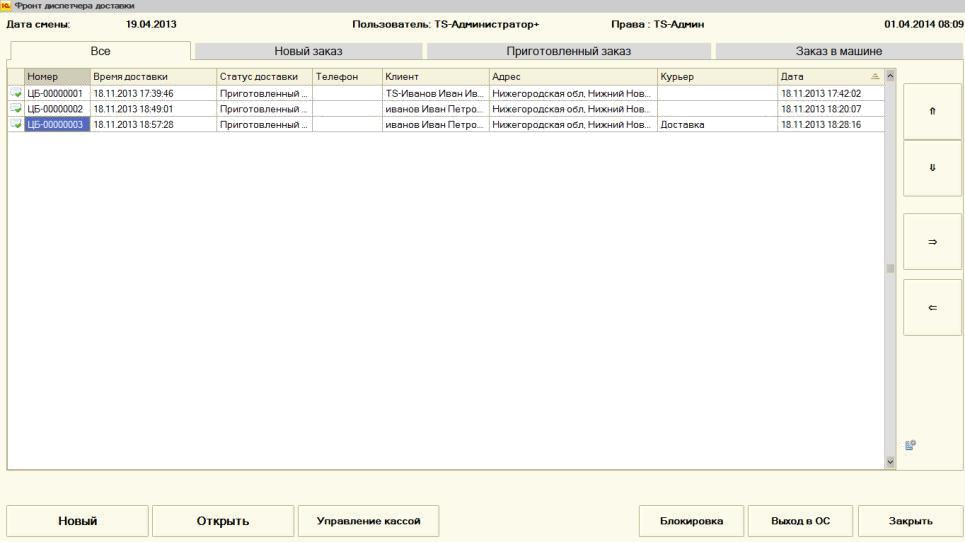 Фронт диспетчера доставки
Дата смены: 19.04.2013 Пользователь: TS-Администратор+ Права : TS-Админ 01.04.2014 08:09
Все Новый заказ Приготовленный заказ Заказ в машине
Номер Время доставки Статус доставки Телефон Клиент Адрес Курьер Дата
ЦБ-00000001 18.11.2013 17:39:46 Приготовленный ... TS-Иванов Иван Ив... Нижегородская обл, Нижний Нов... 18.11.2013 17:42:02
ЦБ-00000002 18.11.2013 18:49:01 Приготовленный ... иванов Иван Петро... Нижегородская обл, Нижний Нов... 18.11.2013 18:20:07
ЦБ-00000003 18.11.2013 18:57:28 Приготовленный ... иванов Иван Петро... Нижегородская обл, Нижний Нов... Доставка 18.11.2013 18:28:16
Новый Открыть Управление кассой Блокировка Выход в ОС Закрыть